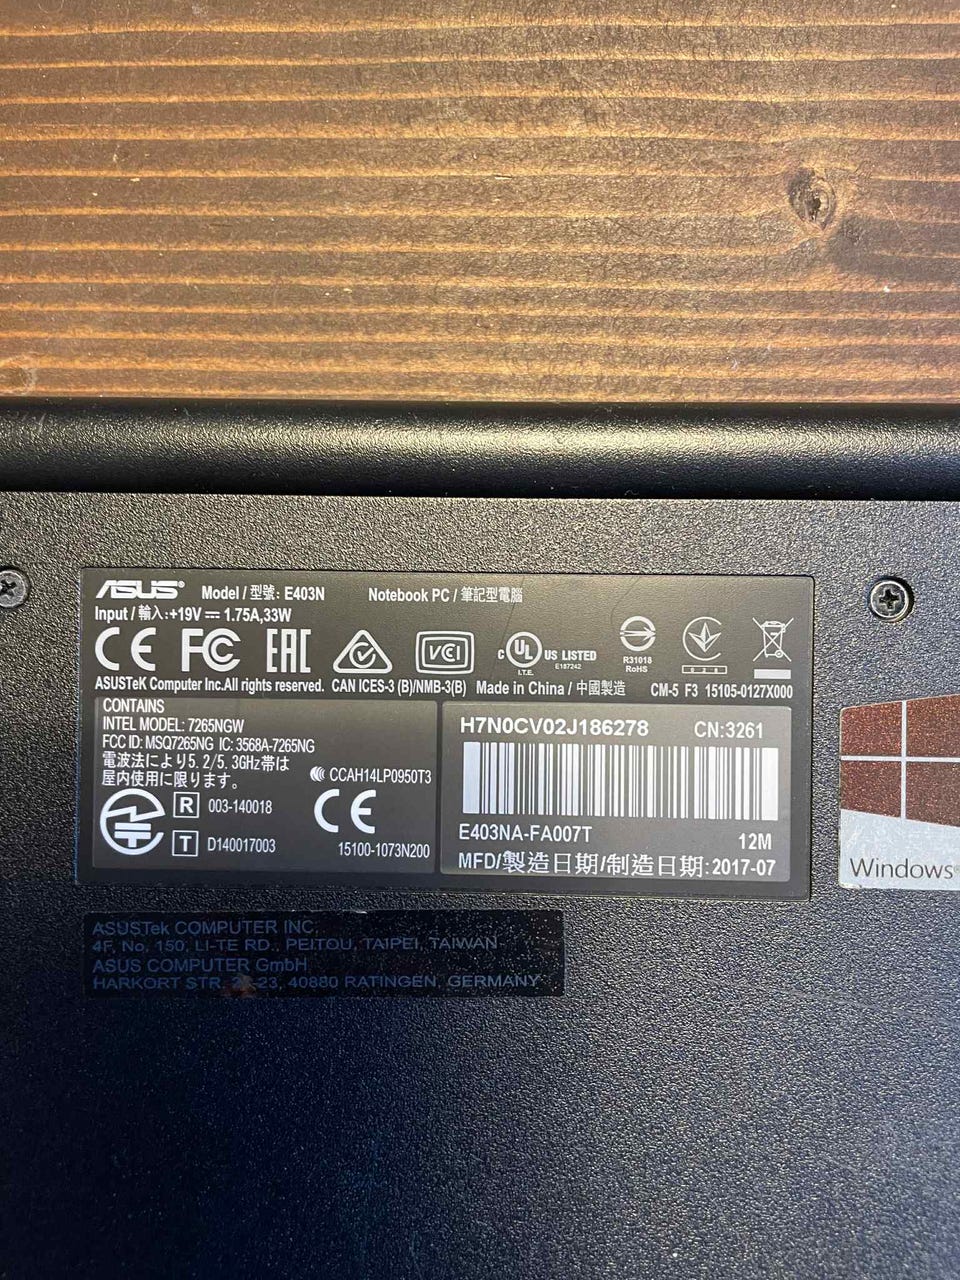 ASUS Model / 型號: E403N Notebook PC / 筆記型電腦
Input / 輸入:+19V 1.75A,33W
CE FC EAL VCI C UL US LISTED
I.T.E. E187242
R31018
RoHS
028
ASUSTeK Computer Inc.All rights reserved. CAN ICES-3 (B)/NMB-3(B) Made in China / 中國製造 CM-5 F3 15105-0127X000
CONTAINS
INTEL MODEL: 7265NGW
FCC ID: MSQ7265NG IC: 3568A-7265NG
電波法により5.2/5.3GHz帯は
屋内使用に限ります。
CCAH14LP0950T3
R 003-140018
CE
T D140017003
15100-1073N200
H7N0CV02J186278 CN:3261
E403NA-FA007T
12M
MFD/製造日期/制造日期:2017-07
Windows®
ASUSTek COMPUTER INC.
4F, No. 150, LI-TE RD., PEITOU, TAIPEI, TAIWAN
ASUS COMPUTER GmbH
HARKORT STR. 21-23, 40880 RATINGEN, GERMANY